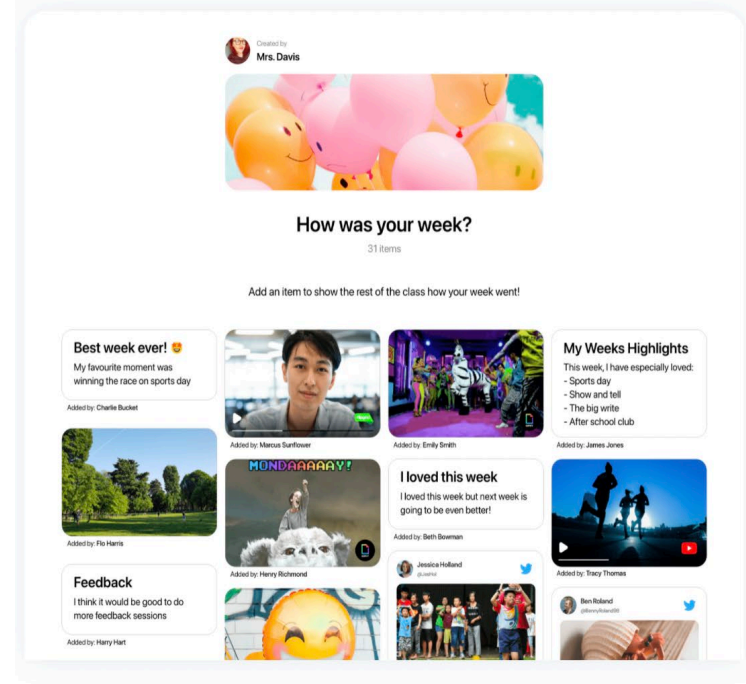 Created by
Mrs. Davis
How was your week?
31 items
Add an item to show the rest of the class how your week went!
Best week ever! 🤩
My favourite moment was
winning the race on sports day
Added by: Charlie Bucket
Added by: Flo Harris
Feedback
I think it would be good to do
more feedback sessions
Added by: Harry Hart
Added by: Marcus Sunflower
MONDAAAAAY!
Added by: Henry Richmond
Added by: Emily Smith
I loved this week
I loved this week but next week is
going to be even better!
Added by: Beth Bowman
Jessica Holland
My Weeks Highlights
This week, I have especially loved:
- Sports day
- Show and tell
- The big write
- After school club
Added by: James Jones
Added by: Tracy Thomas
Ben Roland